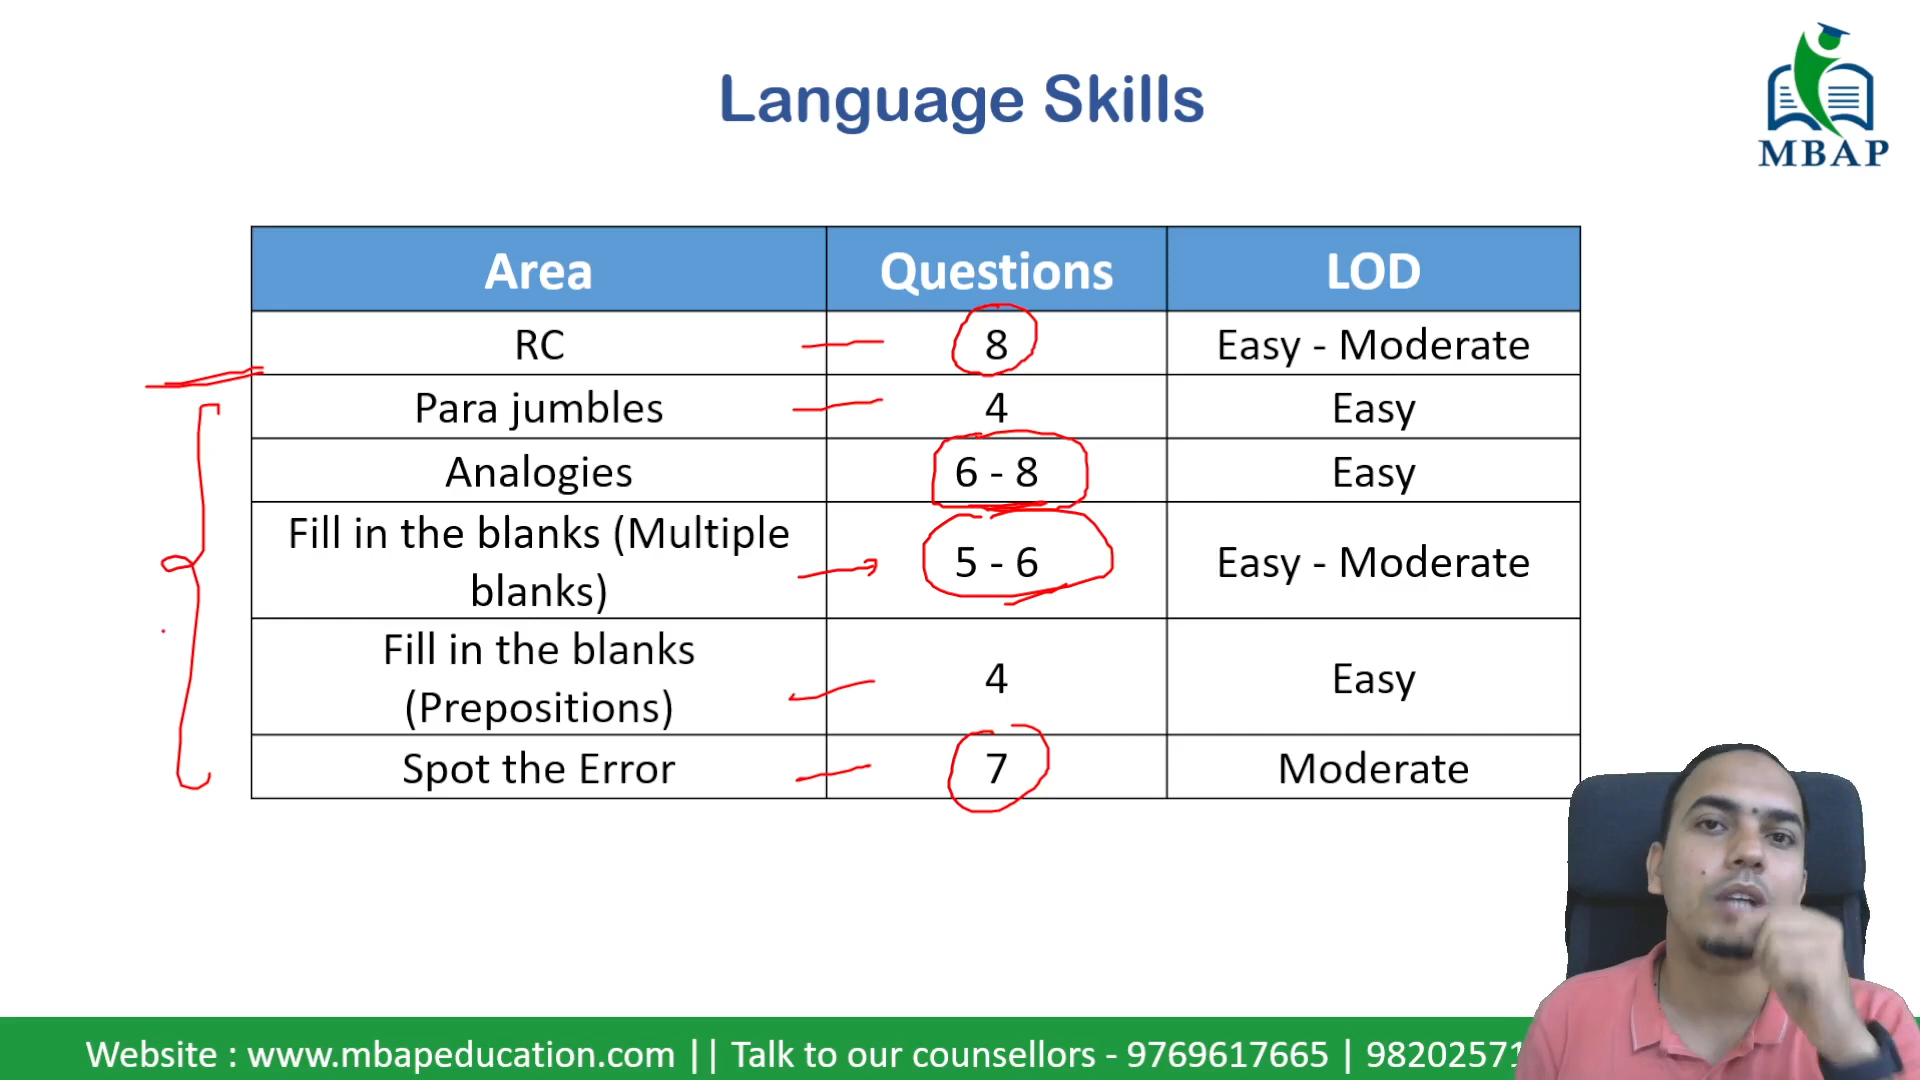 Language Skills
MBAP
Area Questions LOD
RC 8 Easy - Moderate
Para jumbles 4 Easy
Analogies 6 - 8 Easy
Fill in the blanks (Multiple
blanks) 5 - 6 Easy - Moderate
Fill in the blanks
(Prepositions) 4 Easy
Spot the Error 7 Moderate
Website : www.mbapeducation.com || Talk to our counsellors - 9769617665 | 98202571